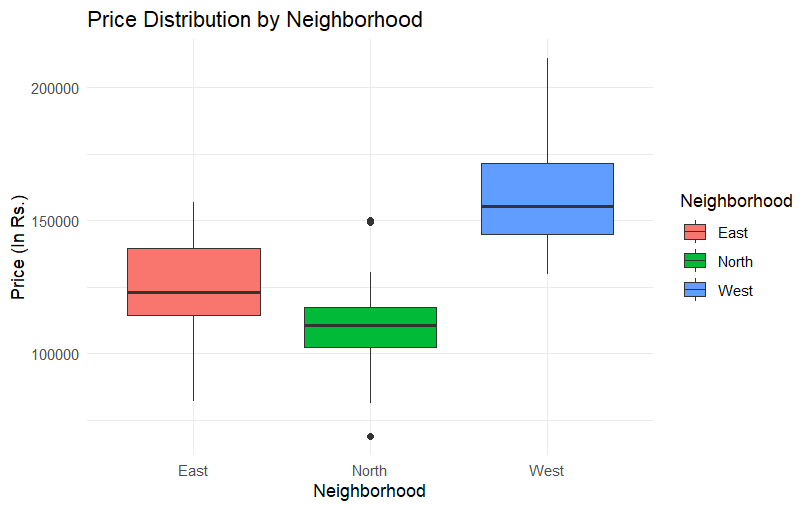 Price Distribution by Neighborhood
Price (In Rs.)
200000
150000
100000
East
North
West
Neighborhood
Neighborhood
East
North
West